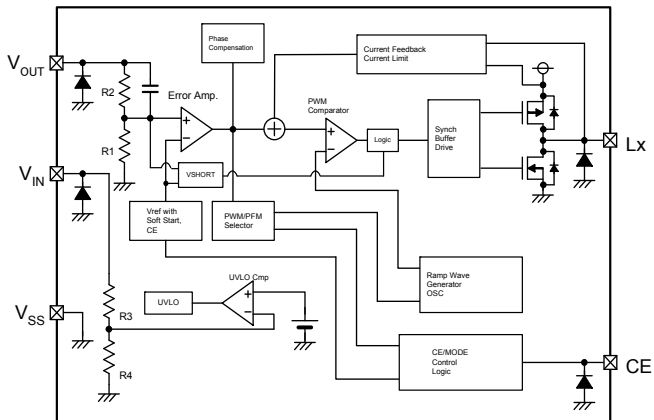 Phase
Compensation
Current Feedback
Current Limit
VOUT
R2
Error Amp.
PWM
Comparator
R1
Logic
Synch
Buffer
Drive
Lx
VSHORT
VIN
Vref with
Soft Start,
CE
PWM/PFM
Selector
UVLO Cmp
Ramp Wave
Generator
OSC
UVLO
R3
VSS
R4
CE/MODE
Control
Logic
CE